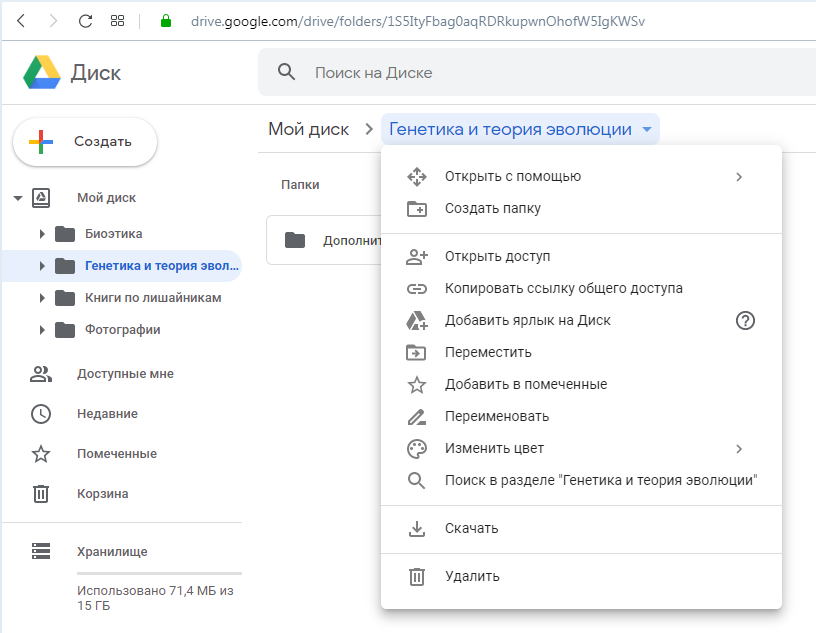 drive.google.com/drive/folders/1S5ItyFbag0aqRDRkupwnOhofW5IgKWSv
Диск
Поиск на Диске
Создать
Мой диск
Биоэтика
Генетика и теория эвол...
Книги по лишайникам
Фотографии
Доступные мне
Недавние
Помеченные
Корзина
Хранилище
Использовано 71,4 МБ из
15 ГБ
Мой диск > Генетика и теория эволюции
Папки
Дополнит
Открыть с помощью
Создать папку
Открыть доступ
Копировать ссылку общего доступа
Добавить ярлык на Диск
Переместить
Добавить в помеченные
Переименовать
Изменить цвет
Поиск в разделе "Генетика и теория эволюции"
Скачать
Удалить